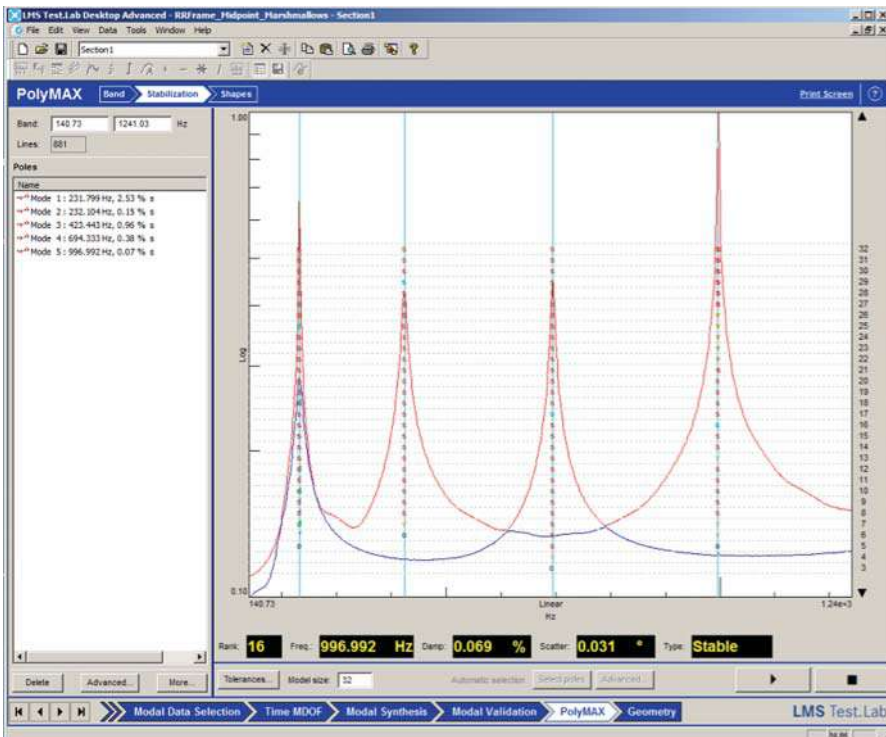 LMS Test.Lab Desktop Advanced - RRFrame_Midpoint_Marshmallows - Section1
File Edit View Data Tools Window Help
Section1
PolyMAX Band Stabilization Shapes Print Screen
Band: 140.73 1241.03 Hz
Lines: 881
Poles
Name
Mode 1 : 231.799 Hz, 2.53 % s
Mode 2 : 232.104 Hz, 0.15 % s
Mode 3 : 423.443 Hz, 0.96 % s
Mode 4 : 694.333 Hz, 0.38 % s
Mode 5 : 996.992 Hz, 0.07 % s
1.00
Log
0.10
32
31
30
29
28
27
26
25
24
23
22
21
20
19
18
17
16
15
14
13
12
11
10
9
8
7
6
5
4
3
140.73 Linear 1.24e+3
Hz
Rank: 16 Freq.: 996.992 Hz Damp: 0.069 % Scatter: 0.031 ° Type: Stable
Delete Advanced... More... Tolerances... Model size: 32 Automatic selection Select poles Advanced...
Modal Data Selection Time MDOF Modal Synthesis Modal Validation PolyMAX Geometry LMS Test.Lab